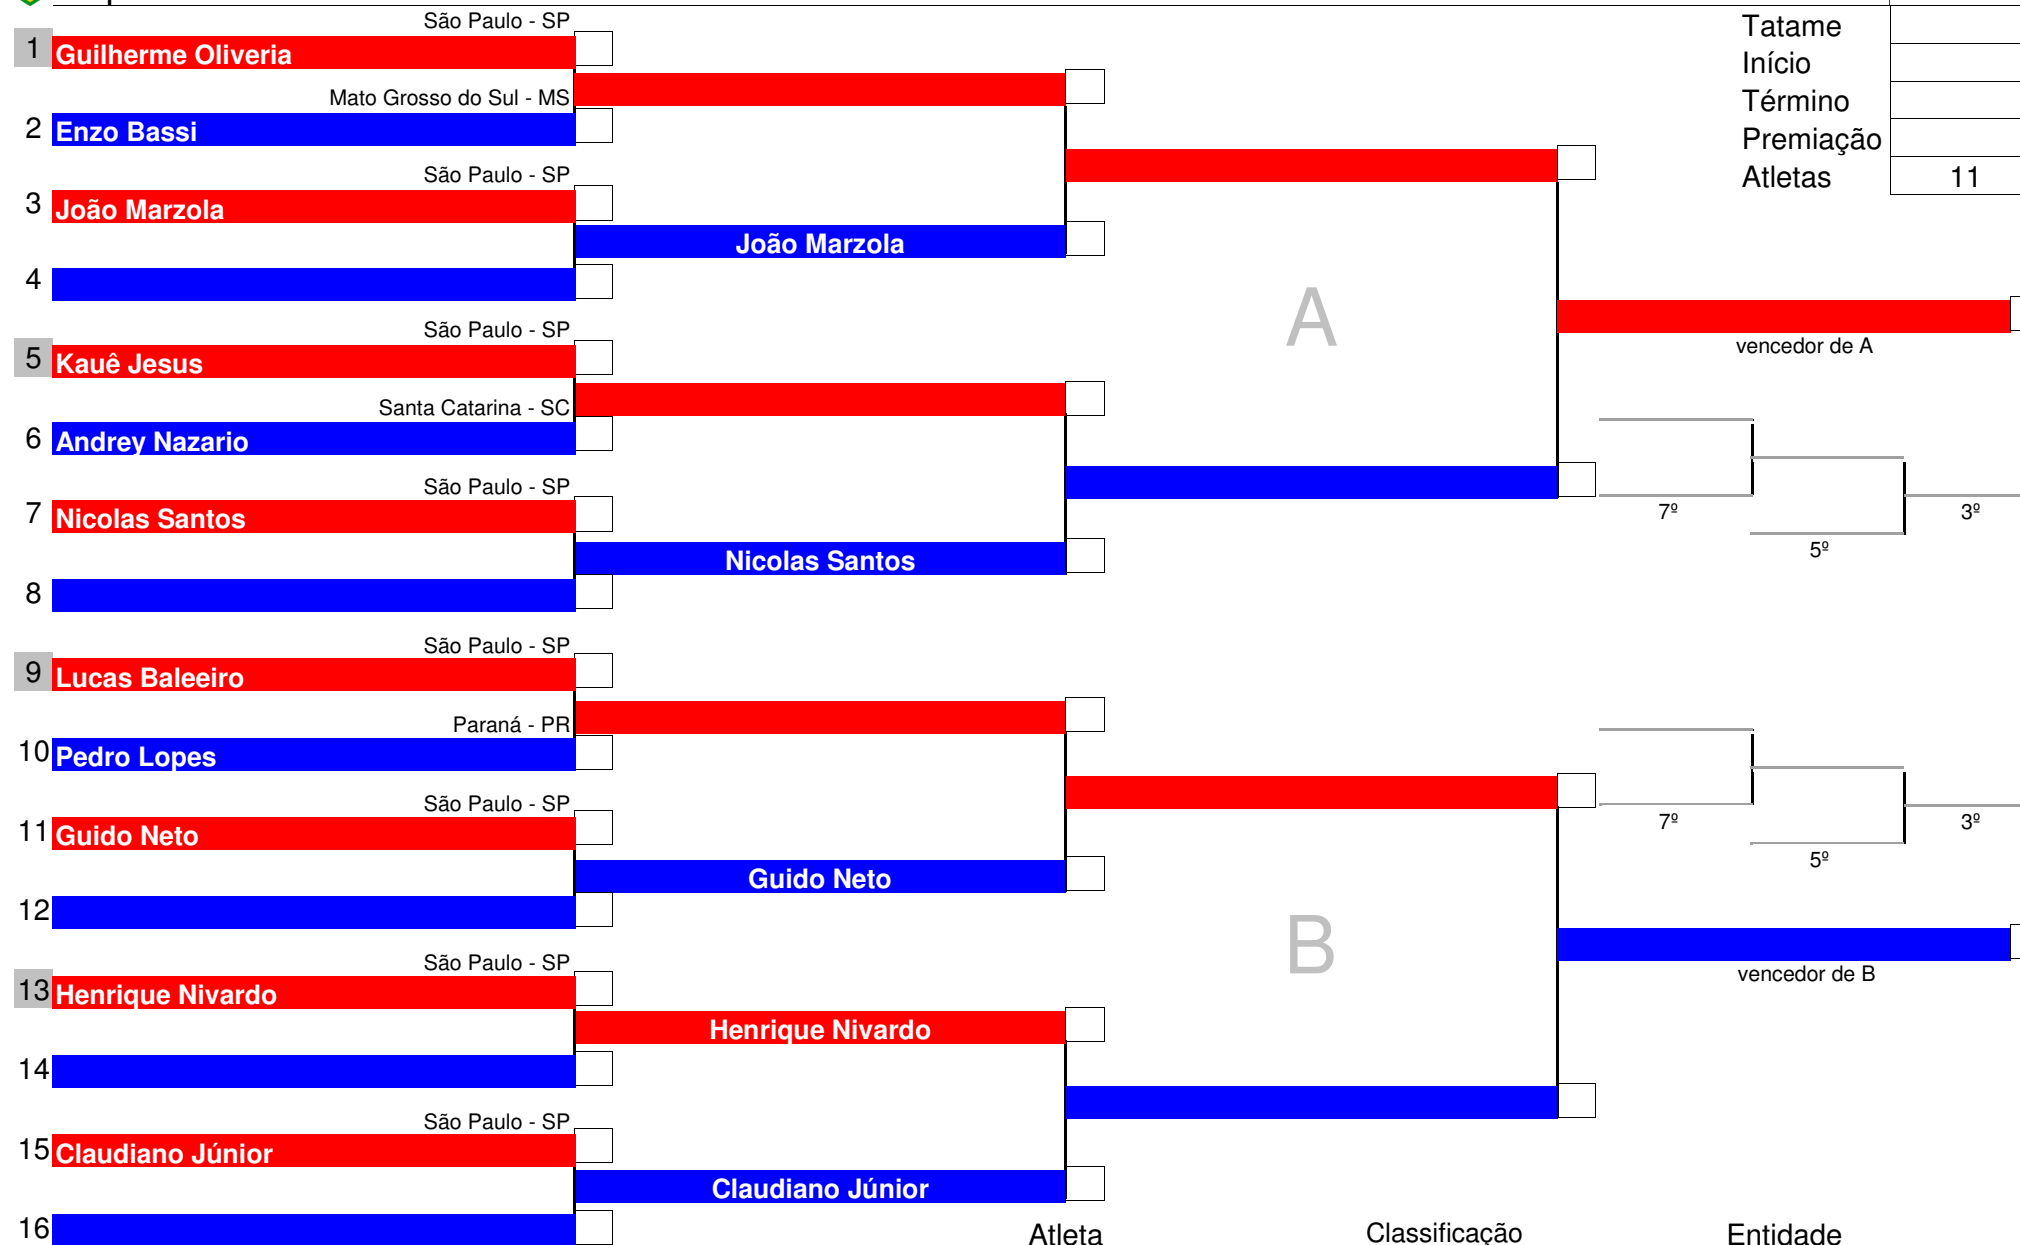 São Paulo - SP
1 Guilherme Oliveria
Mato Grosso do Sul - MS
2 Enzo Bassi
São Paulo - SP
3 João Marzola
João Marzola
4
São Paulo - SP
5 Kauê Jesus
Santa Catarina - SC
6 Andrey Nazario
São Paulo - SP
7 Nicolas Santos
Nicolas Santos
8
São Paulo - SP
9 Lucas Baleeiro
Paraná - PR
10 Pedro Lopes
São Paulo - SP
11 Guido Neto
Guido Neto
12
São Paulo - SP
13 Henrique Nivardo
Henrique Nivardo
14
São Paulo - SP
15 Claudiano Júnior
Claudiano Júnior
16
A
B
Tatame
Início
Término
Premiação
Atletas 11
vencedor de A
7º 3º
5º
7º 3º
5º
vencedor de B
Atleta Classificação Entidade